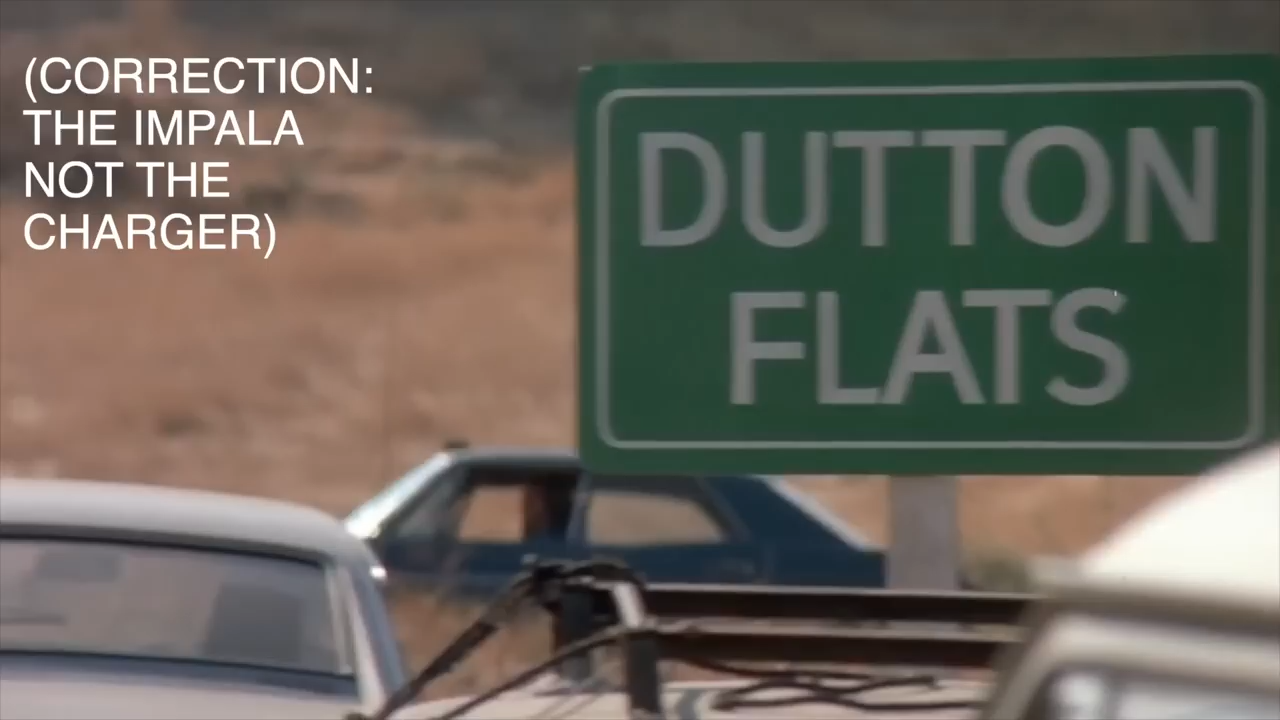 (CORRECTION:
THE IMPALA
NOT THE
CHARGER)
DUTTON
FLATS